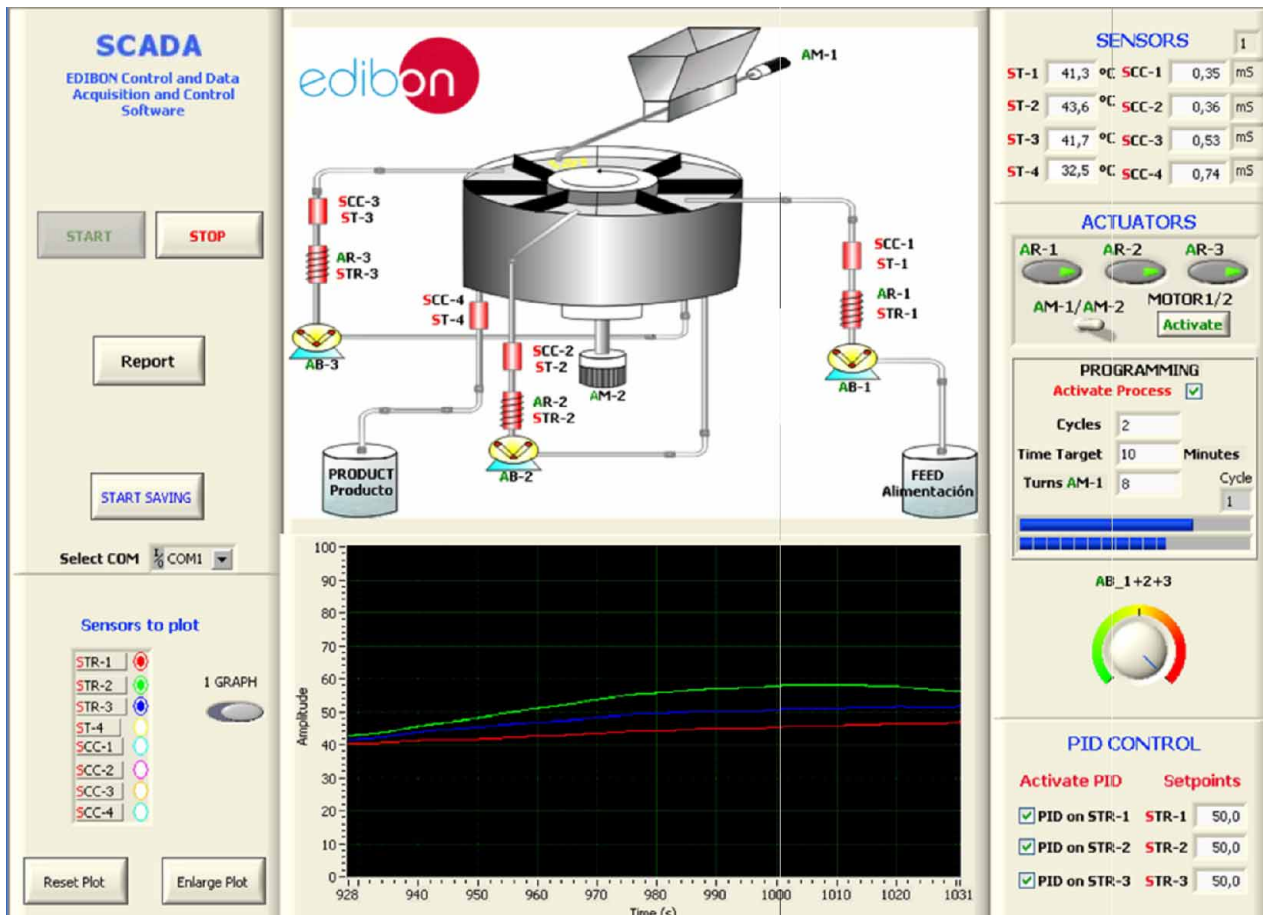 SCADA
EDIBON Control and Data
Acquisition and Control
Software
START
STOP
Report
START SAVING
Select COM
COM1
Sensors to plot
STR-1
STR-2
STR-3
ST-4
SCC-1
SCC-2
SCC-3
SCC-4
1 GRAPH
Reset Plot
Enlarge Plot
edibon
AM-1
SCC-3
ST-3
AR-3
STR-3
AB-3
SCC-4
ST-4
SCC-2
ST-2
AR-2
STR-2
AB-2
AM-2
SCC-1
ST-1
AR-1
STR-1
AB-1
PRODUCT
Producto
FEED
Alimentación
Amplitude
100
90
80
70
60
50
40
30
20
10
0
928 940 950 960 970 980 990 1000 1010 1020 1031
Time (s)
SENSORS
1
ST-1 41,3 ºC SCC-1 0,35 mS
ST-2 43,6 ºC SCC-2 0,36 mS
ST-3 41,7 ºC SCC-3 0,53 mS
ST-4 32,5 ºC SCC-4 0,74 mS
ACTUATORS
AR-1 AR-2 AR-3
AM-1/AM-2 MOTOR1/2
Activate
PROGRAMMING
Activate Process
Cycles 2
Time Target 10 Minutes
Turns AM-1 8
Cycle
1
AB_1+2+3
PID CONTROL
Activate PID Setpoints
PID on STR-1 STR-1 50,0
PID on STR-2 STR-2 50,0
PID on STR-3 STR-3 50,0